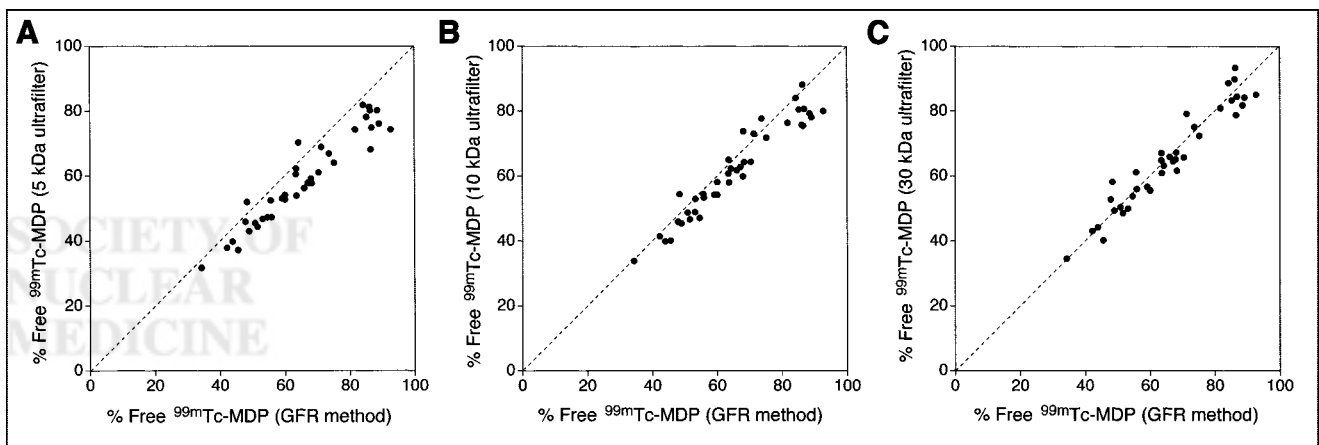 A
B
C
% Free 99mTc-MDP (5 kDa ultrafilter)
100
80
60
40
20
0
0 20 40 60 80 100
% Free 99mTc-MDP (GFR method)
% Free 99mTc-MDP (10 kDa ultrafilter)
100
80
60
40
20
0
0 20 40 60 80 100
% Free 99mTc-MDP (GFR method)
% Free 99mTc-MDP (30 kDa ultrafilter)
100
80
60
40
20
0
0 20 40 60 80 100
% Free 99mTc-MDP (GFR method)
SOCIETY OF
NUCLEAR
MEDICINE